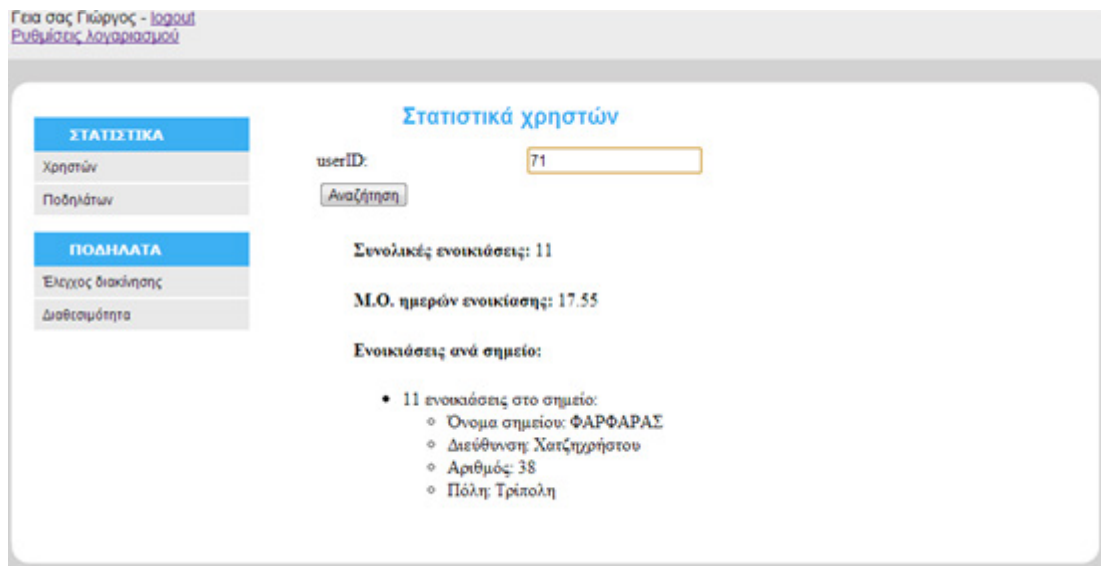 Γεια σας Γιώργος - logout
Ρυθμίσεις λογαριασμού
ΣΤΑΤΙΣΤΙΚΑ
Χρηστών
Ποδηλάτων
ΠΟΔΗΛΑΤΑ
Έλεγχος διακίνησης
Διαθεσιμότητα
Στατιστικά χρηστών
userID: 71
Αναζήτηση
Συνολικές ενοικιάσεις: 11
Μ.Ο. ημερών ενοικίασης: 17.55
Ενοικιάσεις ανά σημείο:
11 ενοικιάσεις στο σημείο:
Όνομα σημείου: ΦΑΡΦΑΡΑΣ
Διεύθυνση: Χατζηχρήστου
Αριθμός: 38
Πόλη: Τρίπολη